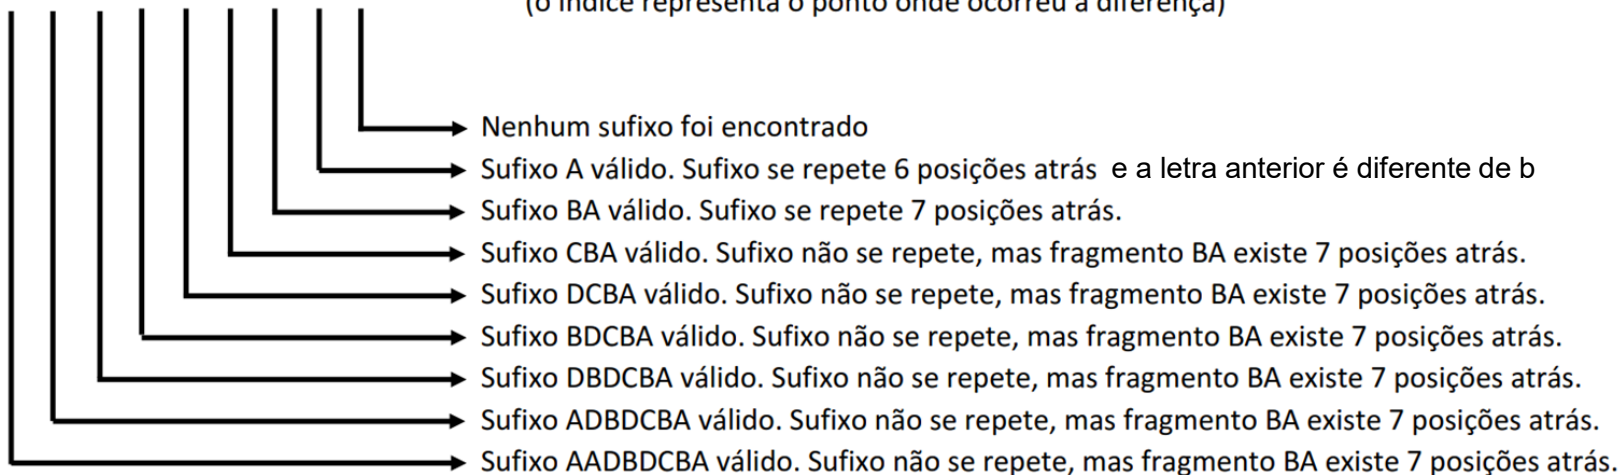 (o índice representa o ponto onde ocorreu a diferença)
Nenhum sufixo foi encontrado
Sufixo A válido. Sufixo se repete 6 posições atrás e a letra anterior é diferente de b
Sufixo BA válido. Sufixo se repete 7 posições atrás.
Sufixo CBA válido. Sufixo não se repete, mas fragmento BA existe 7 posições atrás.
Sufixo DCBA válido. Sufixo não se repete, mas fragmento BA existe 7 posições atrás.
Sufixo BDCBA válido. Sufixo não se repete, mas fragmento BA existe 7 posições atrás.
Sufixo DBDCBA válido. Sufixo não se repete, mas fragmento BA existe 7 posições atrás.
Sufixo ADBDCBA válido. Sufixo não se repete, mas fragmento BA existe 7 posições atrás.
Sufixo AADBDCBA válido. Sufixo não se repete, mas fragmento BA existe 7 posições atrás.